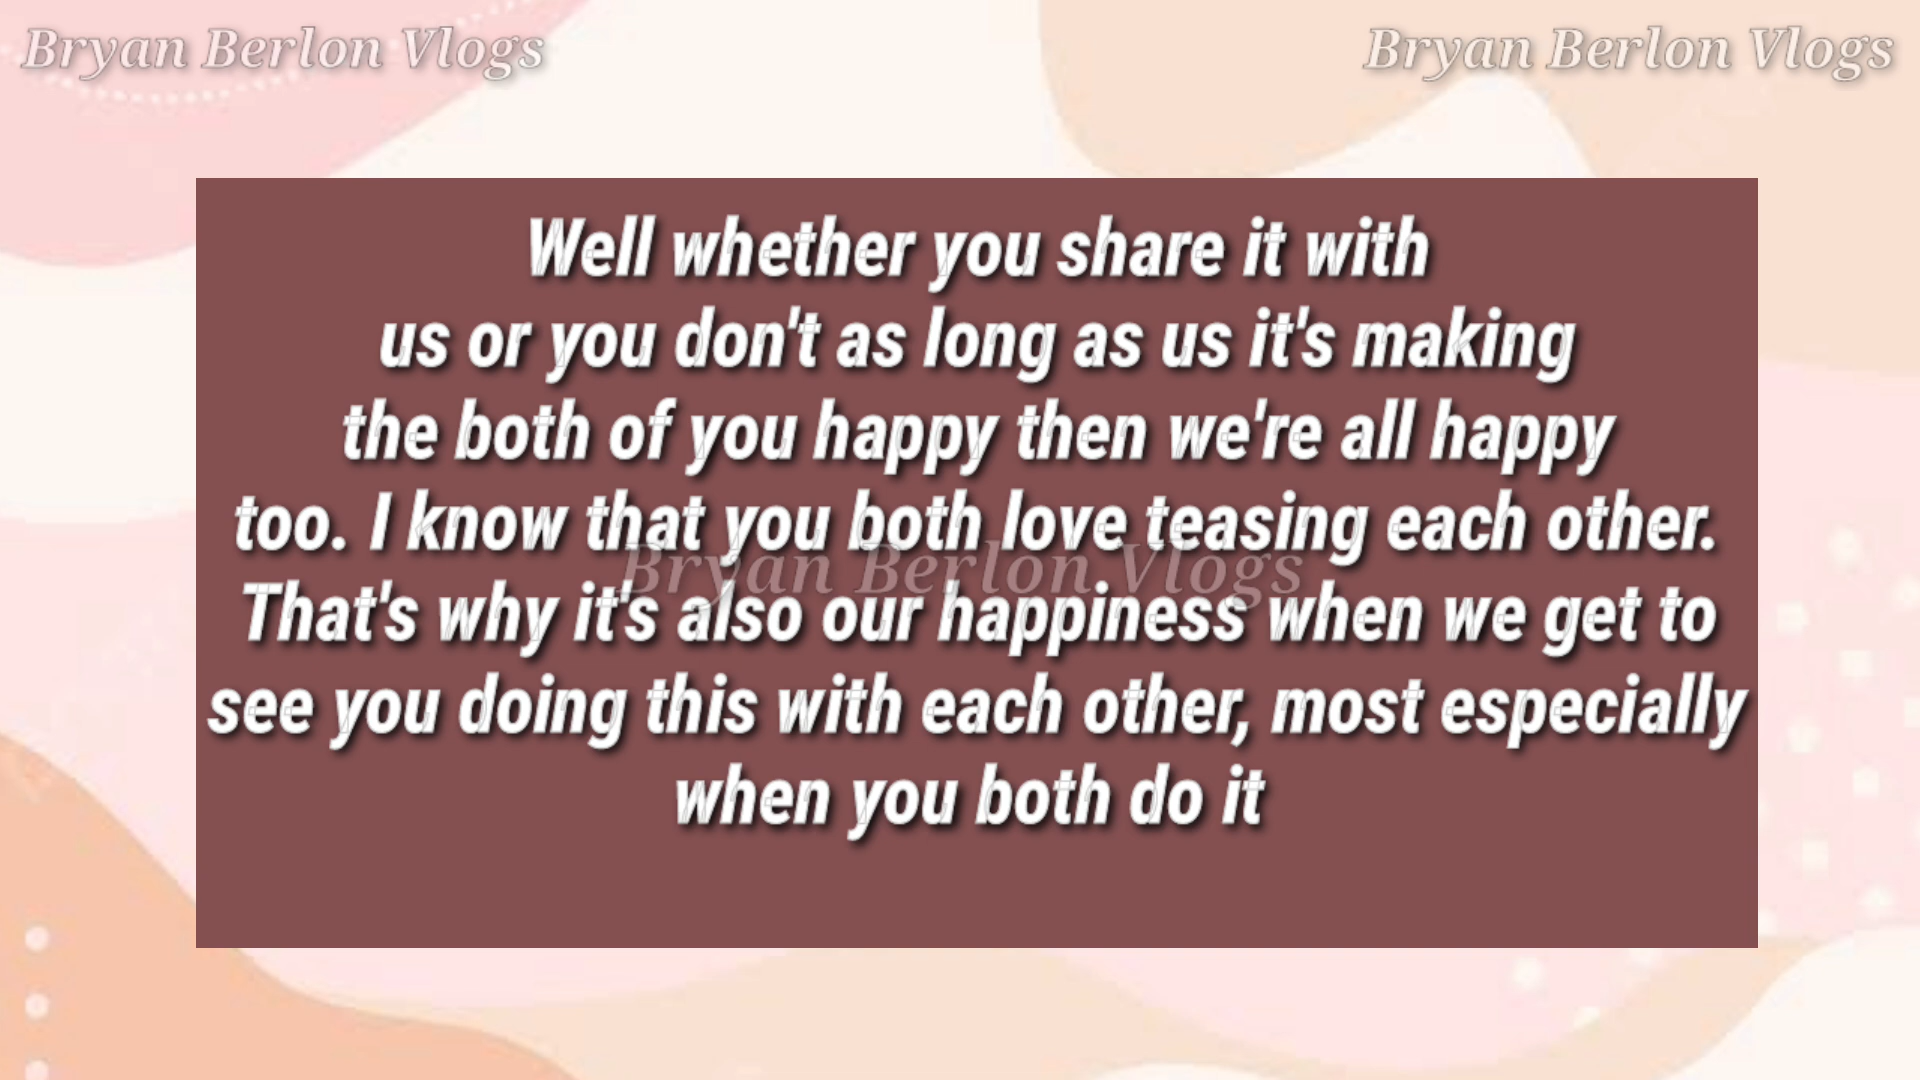 Bryan Berlon Vlogs
Bryan Berlon Vlogs
Well whether you share it with
us or you don't as long as us it's making
the both of you happy then we're all happy
too. I know that you both love teasing each other.
Bryan Berlon Vlogs
That's why it's also our happiness when we get to
see you doing this with each other, most especially
when you both do it